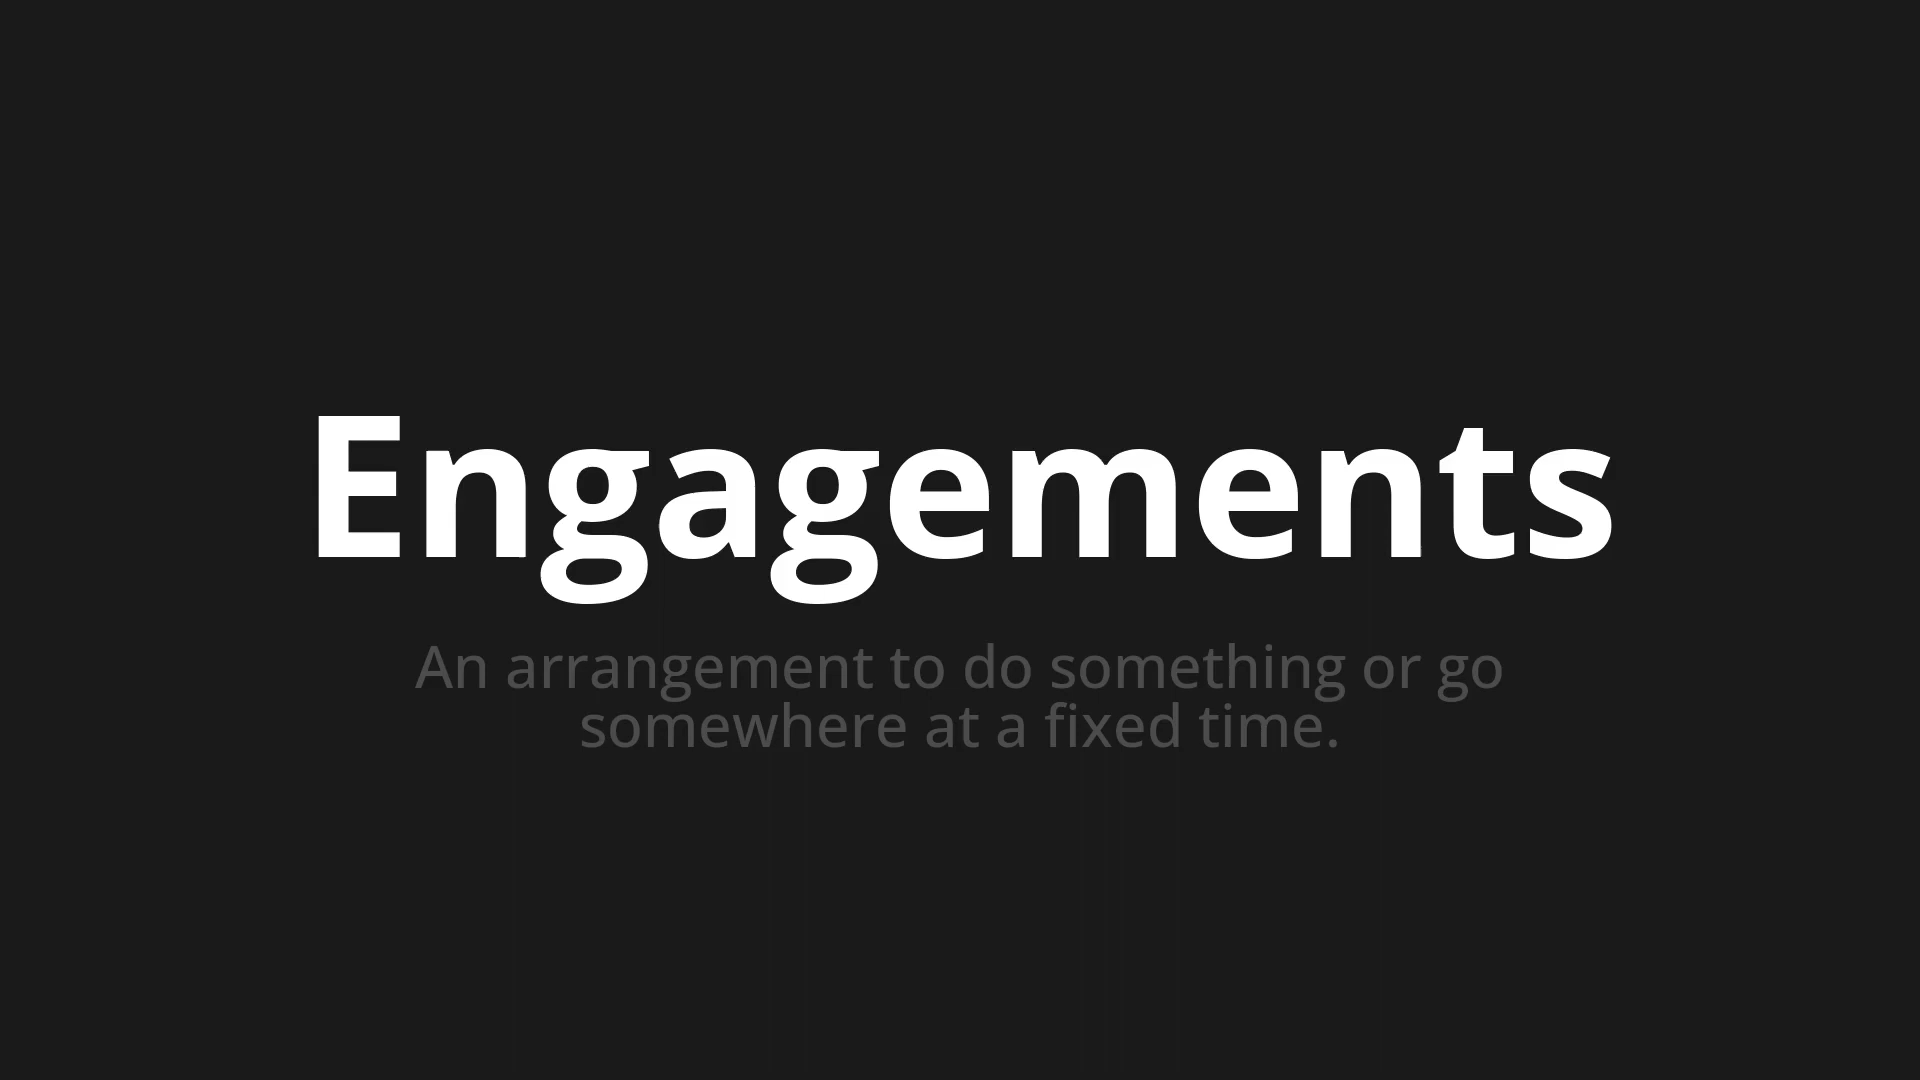 Engagements
An arrangement to do something or go
somewhere at a fixed time.